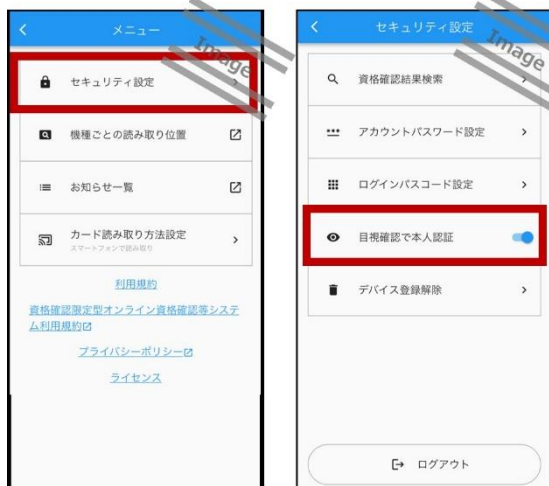 メニュー
Image
セキュリティ設定
機種ごとの読み取り位置
お知らせ一覧
カード読み取り方法設定
スマートフォンで読み取り
利用規約
資格確認限定型オンライン資格確認等システ
ム利用規約
プライバシーポリシー
ライセンス
セキュリティ設定
Image
資格確認結果検索
アカウントパスワード設定
ログインパスコード設定
目視確認で本人認証
デバイス登録解除
ログアウト